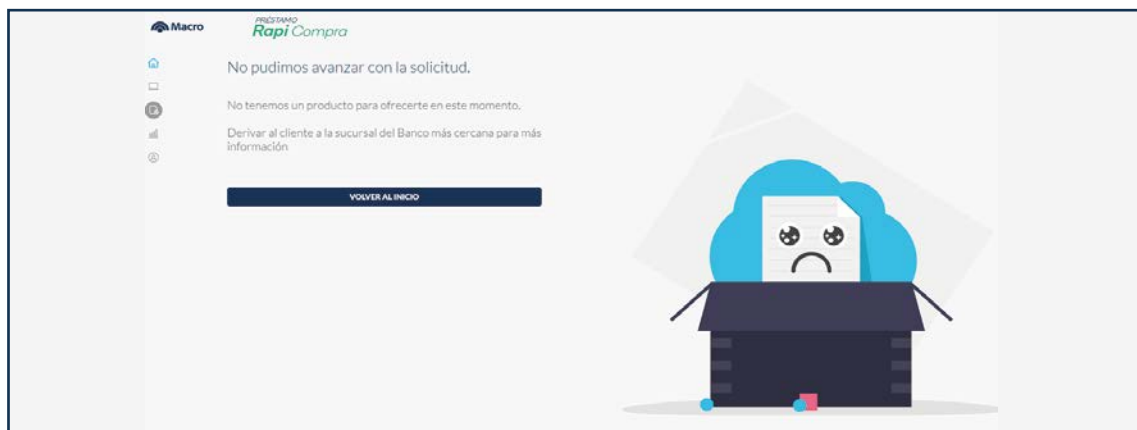 Macro
PRÉSTAMO
Rapi Compra
No pudimos avanzar con la solicitud.
No tenemos un producto para ofrecerte en este momento.
Derivar al cliente a la sucursal del Banco más cercana para más
información
VOLVER AL INICIO